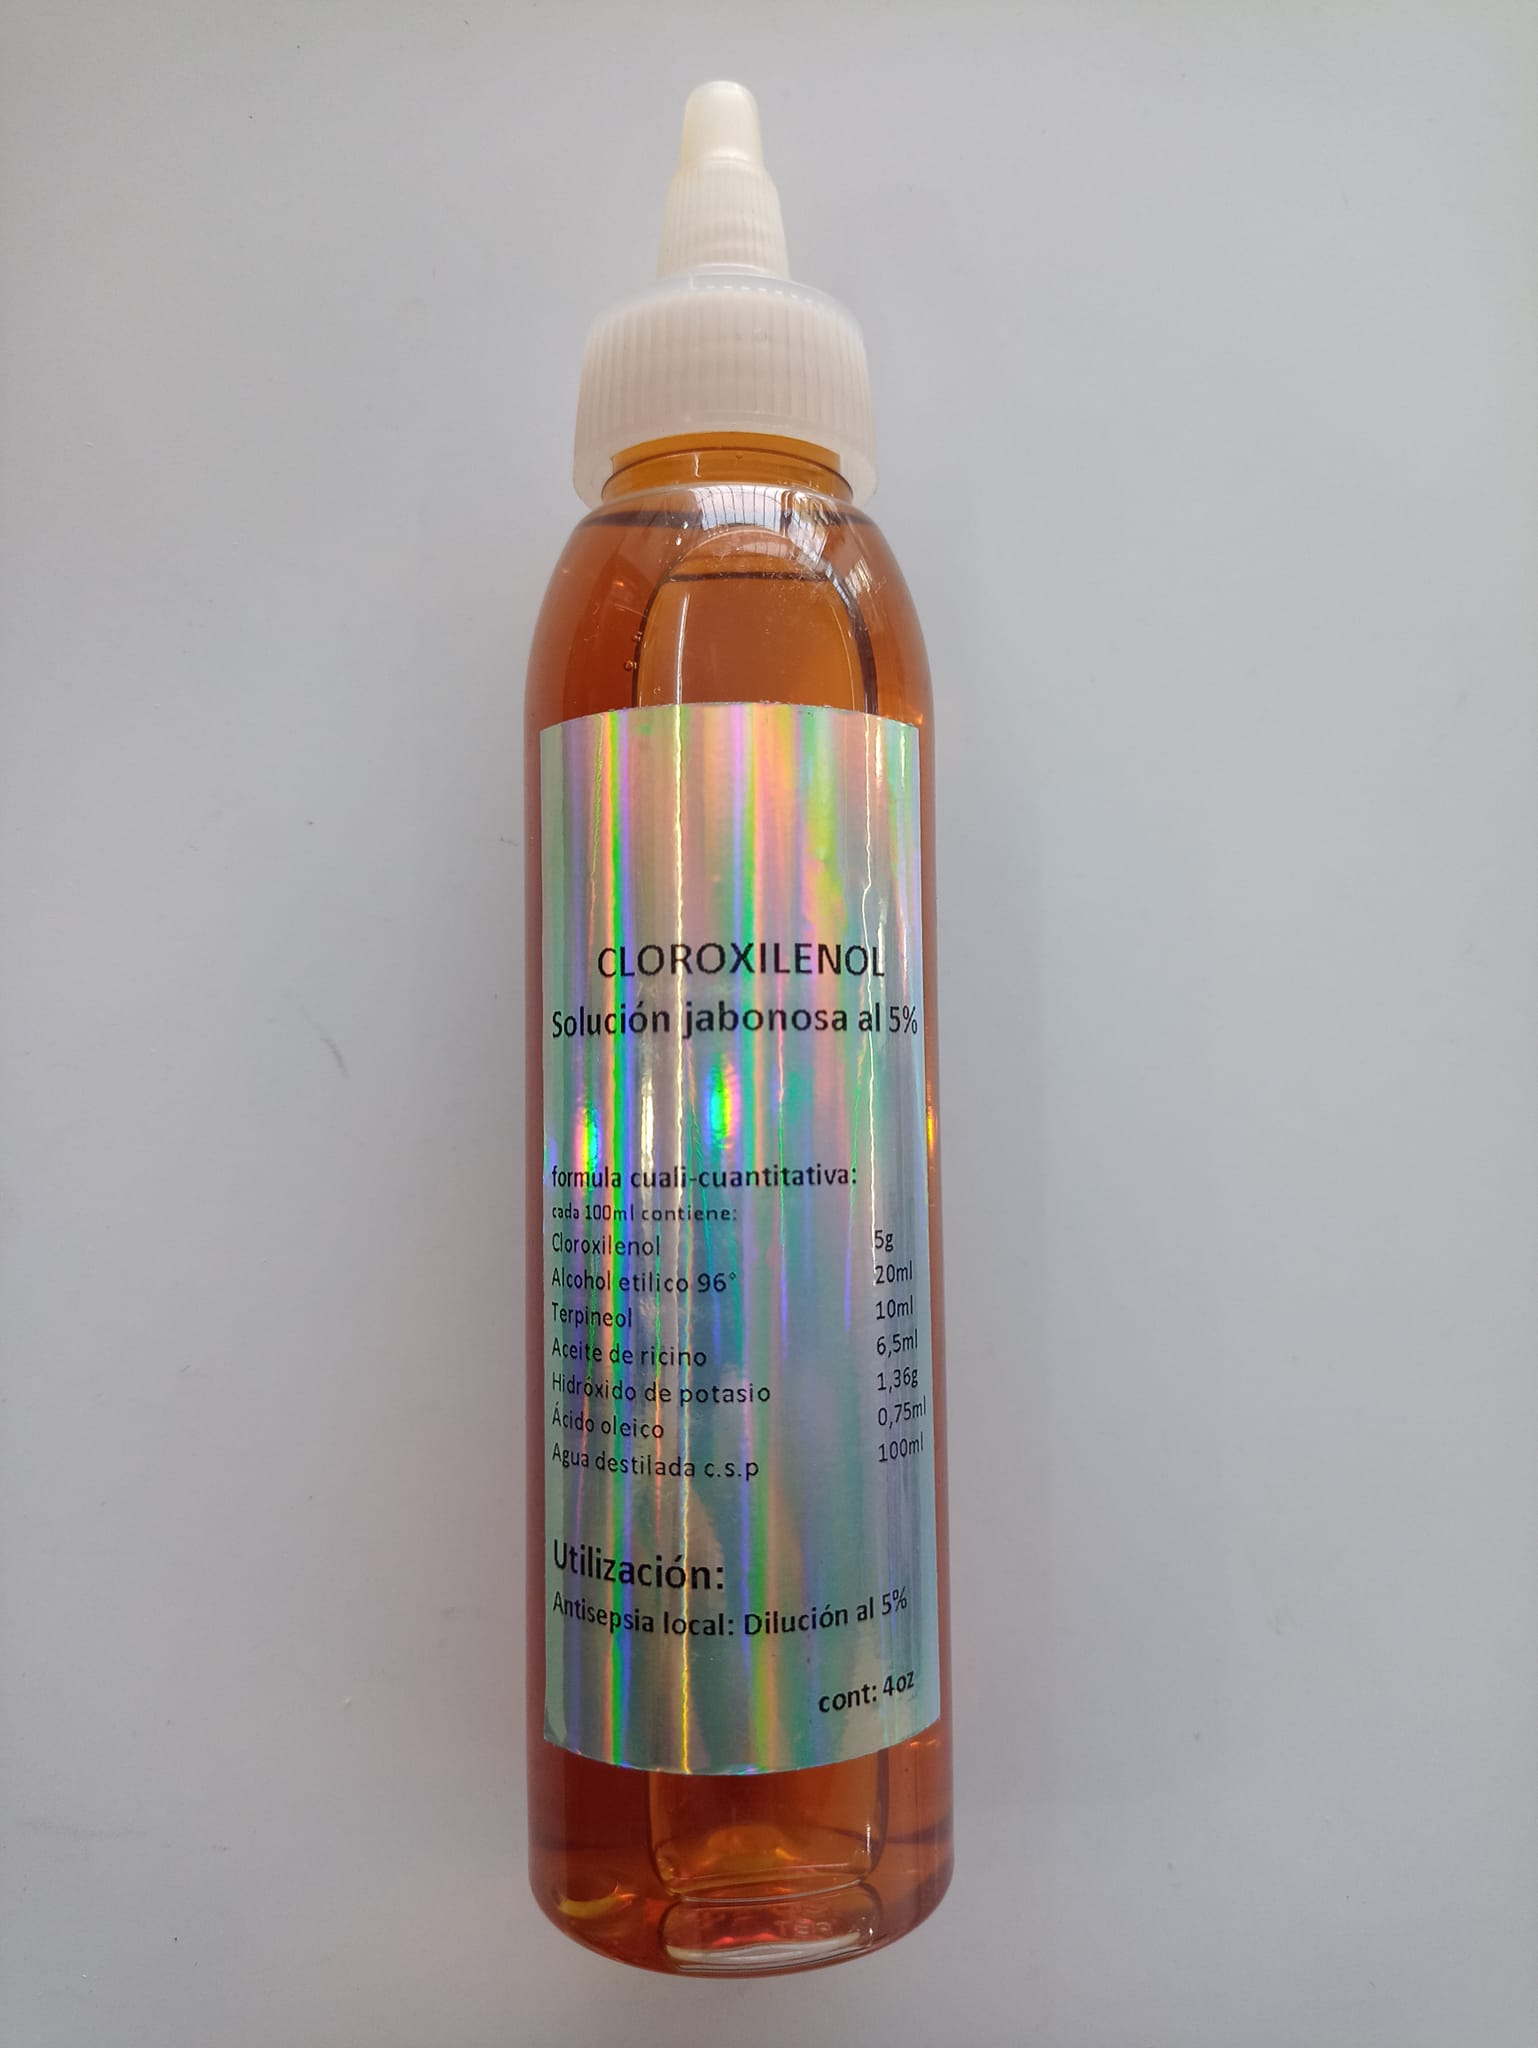 CLOROXILENOL
Solución jabonosa al 5%
formula cuali-cuantitativa:
cada 100ml contiene:
Cloroxilenol 5g
Alcohol etilico 96° 20ml
Terpineol 10ml
Aceite de ricino 6,5ml
Hidróxido de potasio 1,36g
Ácido oleico 0,75ml
Agua destilada c.s.p 100ml
Utilización:
Antisepsia local: Dilución al 5%
cont: 4oz